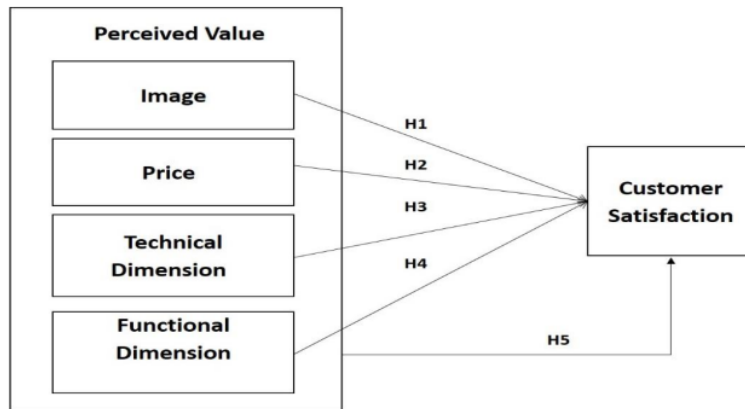 Perceived Value
Image
Price
Technical
Dimension
Functional
Dimension
H1
H2
H3
H4
H5
Customer
Satisfaction